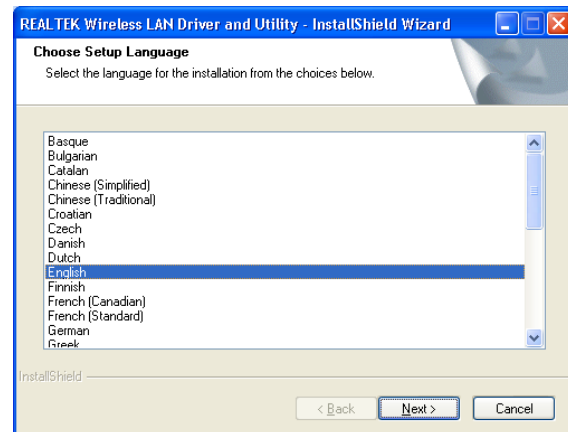 REALTEK Wireless LAN Driver and Utility - InstallShield Wizard
Choose Setup Language
Select the language for the installation from the choices below.
Basque
Bulgarian
Catalan
Chinese (Simplified)
Chinese (Traditional)
Croatian
Czech
Danish
Dutch
English
Finnish
French (Canadian)
French (Standard)
German
Greek
InstallShield
< Back
Next >
Cancel